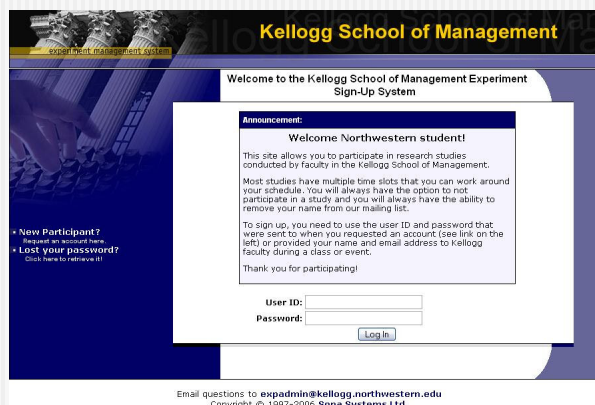 Kellogg School of Management
experiment management system
Welcome to the Kellogg School of Management Experiment
Sign-Up System
Announcement:
Welcome Northwestern student!
This site allows you to participate in research studies
conducted by faculty in the Kellogg School of Management.
Most studies have multiple time slots that you can work around
your schedule. You will always have the option to not
participate in a study and you will always have the ability to
remove your name from our mailing list.
To sign up, you need to use the user ID and password that
were sent to when you requested an account (see link on the
left) or provided your name and email address to Kellogg
faculty during a class or event.
Thank you for participating!
New Participant?
Request an account here.
Lost your password?
Click here to retrieve it!
User ID:
Password:
Log In
Email questions to expadmin@kellogg.northwestern.edu
Copyright © 1997-2006 Sona Systems Ltd.